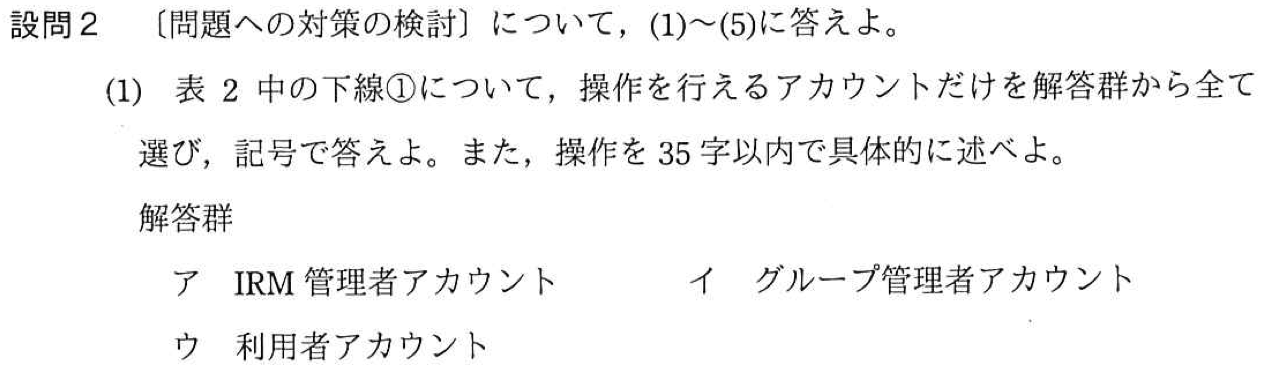 設問2 〔問題への対策の検討〕について，(1)～(5)に答えよ。
(1) 表 2 中の下線①について，操作を行えるアカウントだけを解答群から全て
選び，記号で答えよ。また，操作を 35 字以内で具体的に述べよ。
解答群
ア IRM 管理者アカウント イ グループ管理者アカウント
ウ 利用者アカウント